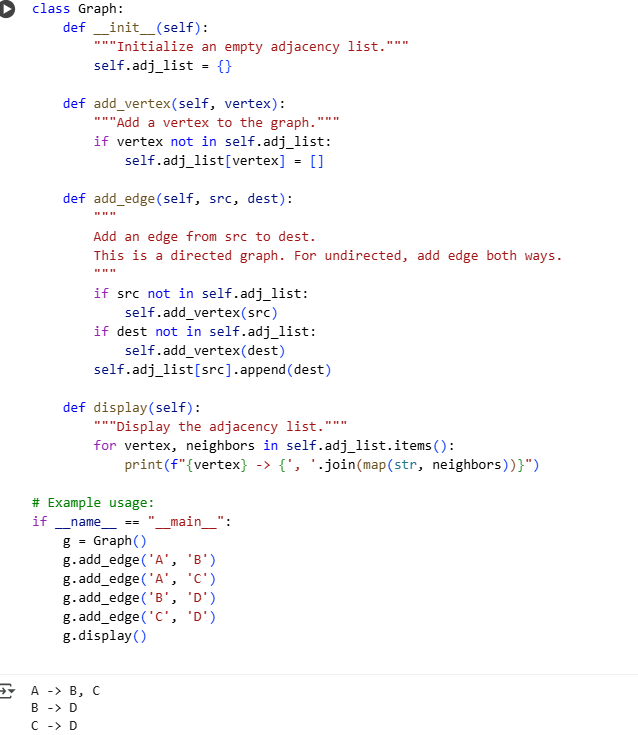 class Graph:
    def __init__(self):
        """Initialize an empty adjacency list."""
        self.adj_list = {}

    def add_vertex(self, vertex):
        """Add a vertex to the graph."""
        if vertex not in self.adj_list:
            self.adj_list[vertex] = []

    def add_edge(self, src, dest):
        """
        Add an edge from src to dest.
        This is a directed graph. For undirected, add edge both ways.
        """
        if src not in self.adj_list:
            self.add_vertex(src)
        if dest not in self.adj_list:
            self.add_vertex(dest)
        self.adj_list[src].append(dest)

    def display(self):
        """Display the adjacency list."""
        for vertex, neighbors in self.adj_list.items():
            print(f"{vertex} -> {', '.join(map(str, neighbors))}")

# Example usage:
if __name__ == "__main__":
    g = Graph()
    g.add_edge('A', 'B')
    g.add_edge('A', 'C')
    g.add_edge('B', 'D')
    g.add_edge('C', 'D')
    g.display()

A -> B, C
B -> D
C -> D